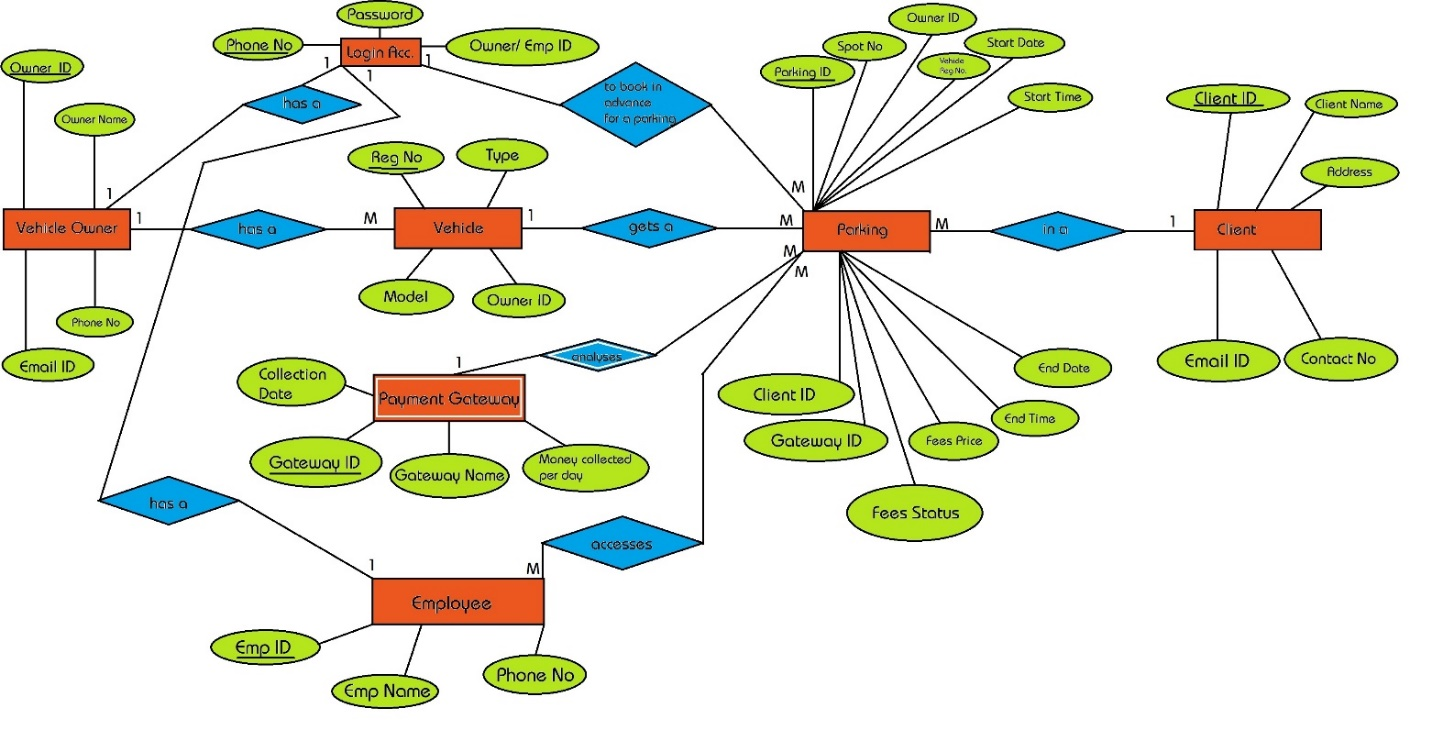 Password
Phone No
Login Acc.
Owner/ Emp ID
1
1
1
has a
Owner ID
Owner Name
to book in
advance
for a parking
Owner ID
Spot No
Start Date
Vehicle
Reg No.
Parking ID
Start Time
Client ID
Client Name
Address
Reg No
Type
1
M
Vehicle Owner
1
has a
M
Vehicle
1
gets a
M
Parking
M
in a
1
Client
M
M
Model
Owner ID
Phone No
Email ID
1
analyses
Collection
Date
Payment Gateway
Gateway ID
Gateway Name
Money collected
per day
Client ID
Gateway ID
Fees Price
End Time
End Date
Fees Status
Email ID
Contact No
has a
accesses
1
M
Employee
Emp ID
Emp Name
Phone No